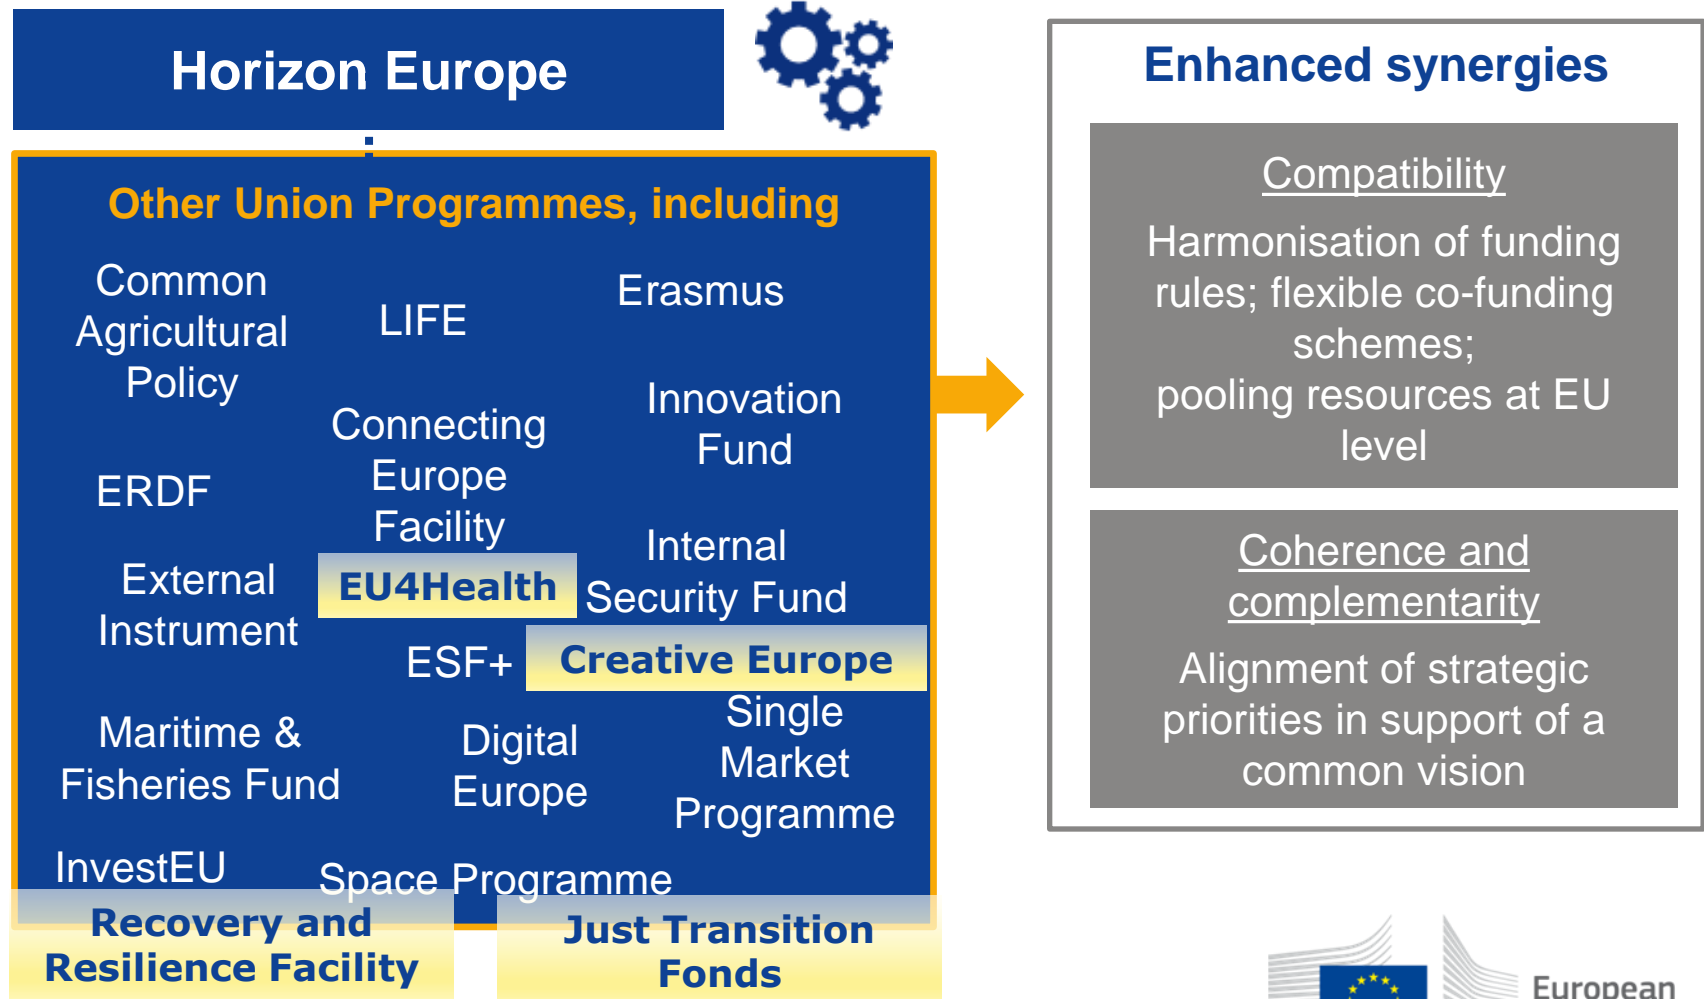 Horizon Europe
Other Union Programmes, including
Common
Agricultural
Policy
LIFE
Erasmus
Connecting
Europe
Facility
Innovation
Fund
ERDF
External
Instrument
EU4Health
Internal
Security Fund
ESF+
Creative Europe
Maritime &
Fisheries Fund
Digital
Europe
Single
Market
Programme
InvestEU
Space Programme
Recovery and
Resilience Facility
Just Transition
Fonds
Enhanced synergies
Compatibility
Harmonisation of funding
rules; flexible co-funding
schemes;
pooling resources at EU
level
Coherence and
complementarity
Alignment of strategic
priorities in support of a
common vision
European